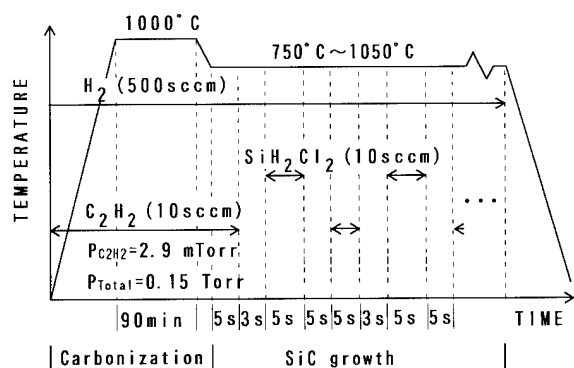 1000°C
750°C～1050°C
H2 (500sccm)
SiH2Cl2 (10sccm)
C2H2 (10sccm)
PC2H2=2.9 mTorr
PTotal=0.15 Torr
TEMPERATURE
90min 5s 3s 5s 5s 5s 3s 5s 5s TIME
Carbonization SiC growth